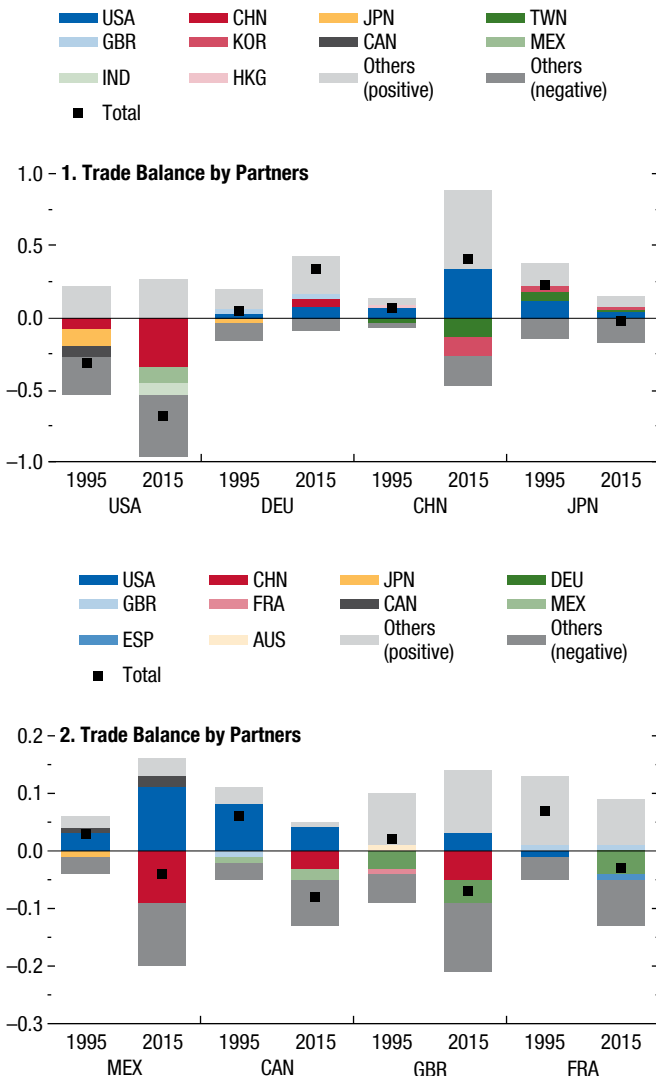 USA CHN JPN TWN
GBR KOR CAN MEX
IND HKG Others (positive) Others (negative)
Total
1. Trade Balance by Partners
1.0
0.5
0.0
–0.5
–1.0
1995 2015 1995 2015 1995 2015 1995 2015
USA DEU CHN JPN
USA CHN JPN DEU
GBR FRA CAN MEX
ESP AUS Others (positive) Others (negative)
Total
2. Trade Balance by Partners
0.2
0.1
0.0
–0.1
–0.2
–0.3
1995 2015 1995 2015 1995 2015 1995 2015
MEX CAN GBR FRA